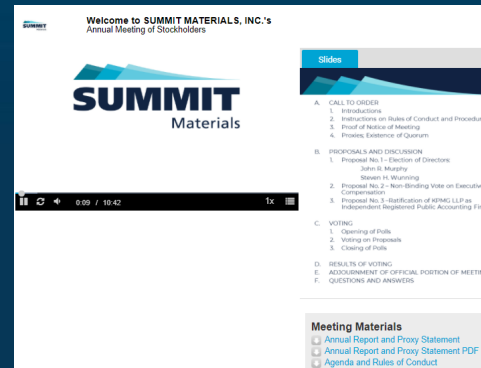 SUMMIT
Welcome to SUMMIT MATERIALS, INC.'s
Annual Meeting of Stockholders
SUMMIT
Materials
0:09 / 10:42
1x
Slides
A. CALL TO ORDER
1. Introductions
2. Instructions on Rules of Conduct and Procedur
3. Proof of Notice of Meeting
4. Proxies; Existence of Quorum
B. PROPOSALS AND DISCUSSION
1. Proposal No. 1 – Election of Directors:
John R. Murphy
Steven H. Wunning
2. Proposal No. 2 – Non-Binding Vote on Executiv
Compensation
3. Proposal No. 3 –Ratification of KPMG LLP as
Independent Registered Public Accounting Fir
C. VOTING
1. Opening of Polls
2. Voting on Proposals
3. Closing of Polls
D. RESULTS OF VOTING
E. ADJOURNMENT OF OFFICIAL PORTION OF MEETIN
F. QUESTIONS AND ANSWERS
Meeting Materials
Annual Report and Proxy Statement
Annual Report and Proxy Statement PDF
Agenda and Rules of Conduct